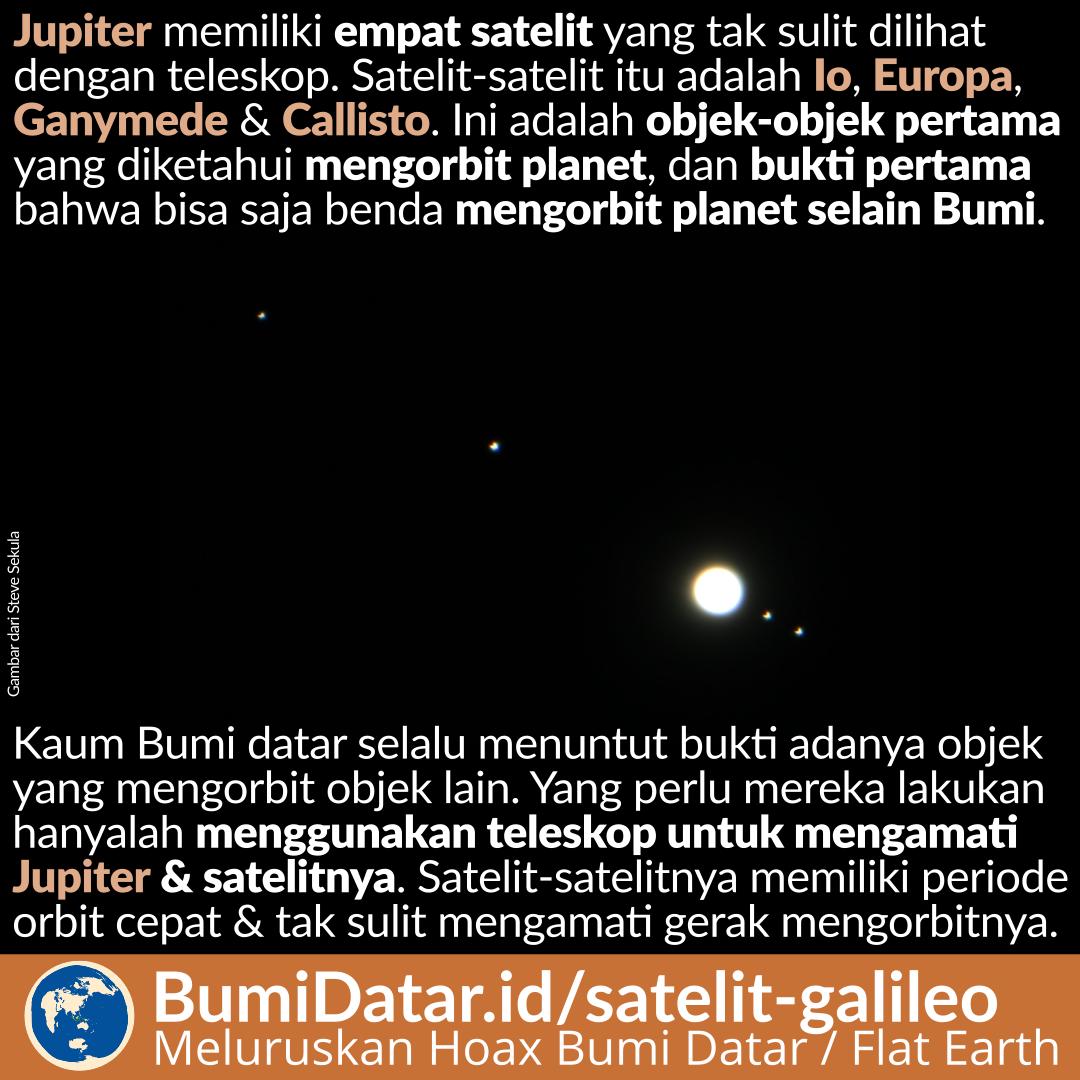 Jupiter memiliki empat satelit yang tak sulit dilihat
dengan teleskop. Satelit-satelit itu adalah Io, Europa,
Ganymede & Callisto. Ini adalah objek-objek pertama
yang diketahui mengorbit planet, dan bukti pertama
bahwa bisa saja benda mengorbit planet selain Bumi.
Gambar dari Steve Sekula
Kaum Bumi datar selalu menuntut bukti adanya objek
yang mengorbit objek lain. Yang perlu mereka lakukan
hanyalah menggunakan teleskop untuk mengamati
Jupiter & satelitnya. Satelit-satelitnya memiliki periode
orbit cepat & tak sulit mengamati gerak mengorbitnya.
BumiDatar.id/satelit-galileo
Meluruskan Hoax Bumi Datar / Flat Earth